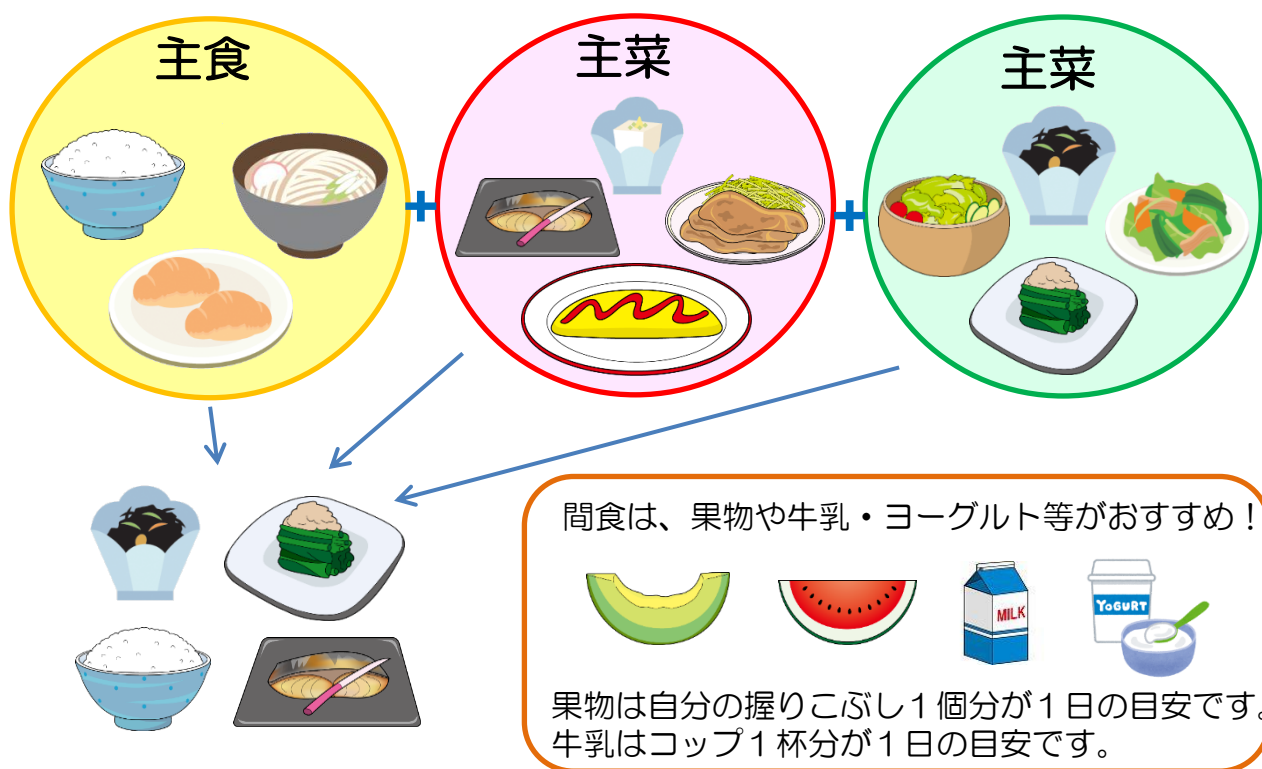 主食
主菜
主菜
間食は、果物や牛乳・ヨーグルト等がおすすめ！
MILK
YOGURT
果物は自分の握りこぶし１個分が１日の目安です。
牛乳はコップ１杯分が１日の目安です。